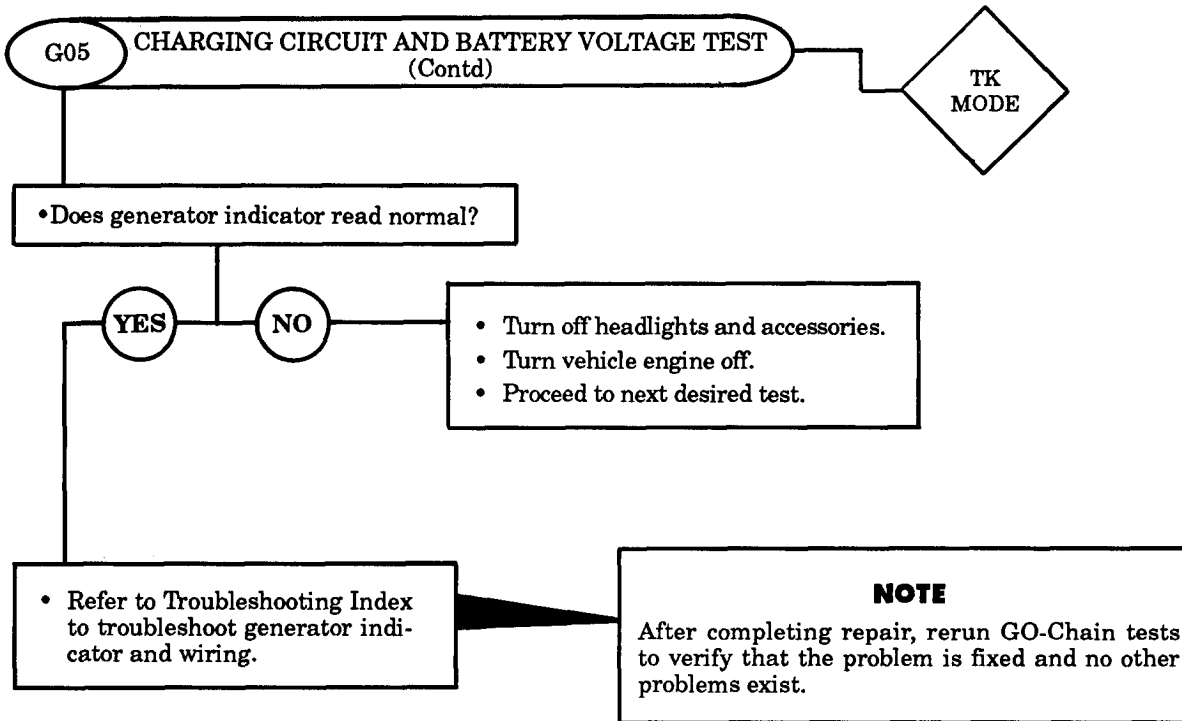 G05
CHARGING CIRCUIT AND BATTERY VOLTAGE TEST
(Contd)
TK
MODE
•Does generator indicator read normal?
YES
NO
• Turn off headlights and accessories.
• Turn vehicle engine off.
• Proceed to next desired test.
• Refer to Troubleshooting Index
to troubleshoot generator indi-
cator and wiring.
NOTE
After completing repair, rerun GO-Chain tests
to verify that the problem is fixed and no other
problems exist.